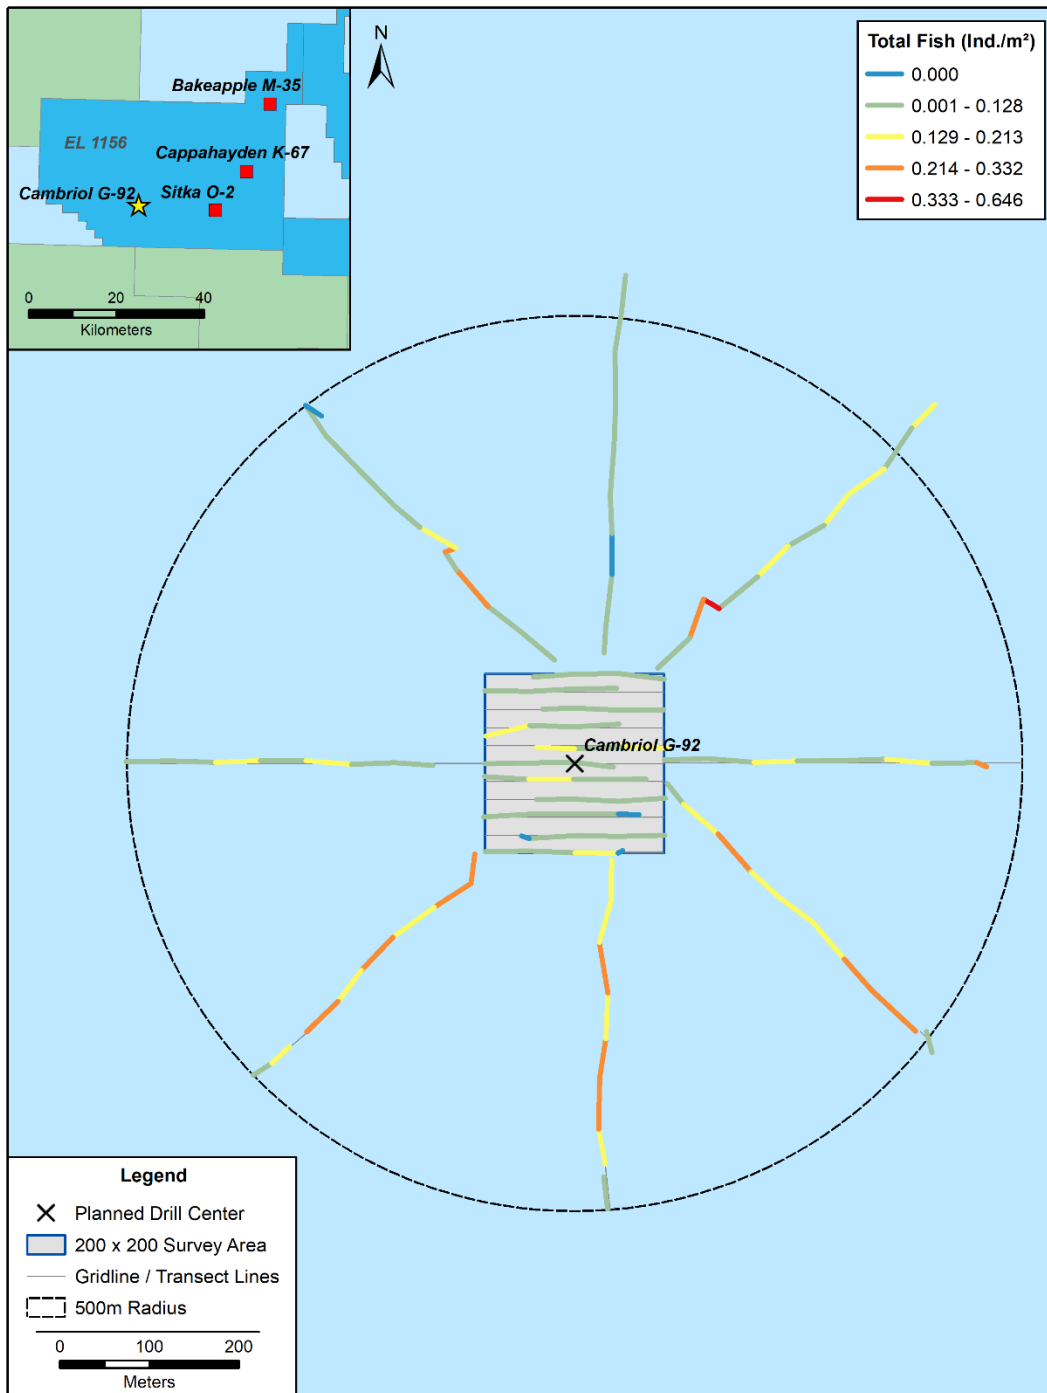 Bakeapple M-35
EL 1156
Cappahayden K-67
Cambriol G-92
Sitka O-2
0 20 40
Kilometers
N
Total Fish (Ind./m²)
0.000
0.001 - 0.128
0.129 - 0.213
0.214 - 0.332
0.333 - 0.646
Cambriol G-92
Legend
Planned Drill Center
200 x 200 Survey Area
Gridline / Transect Lines
500m Radius
0 100 200
Meters